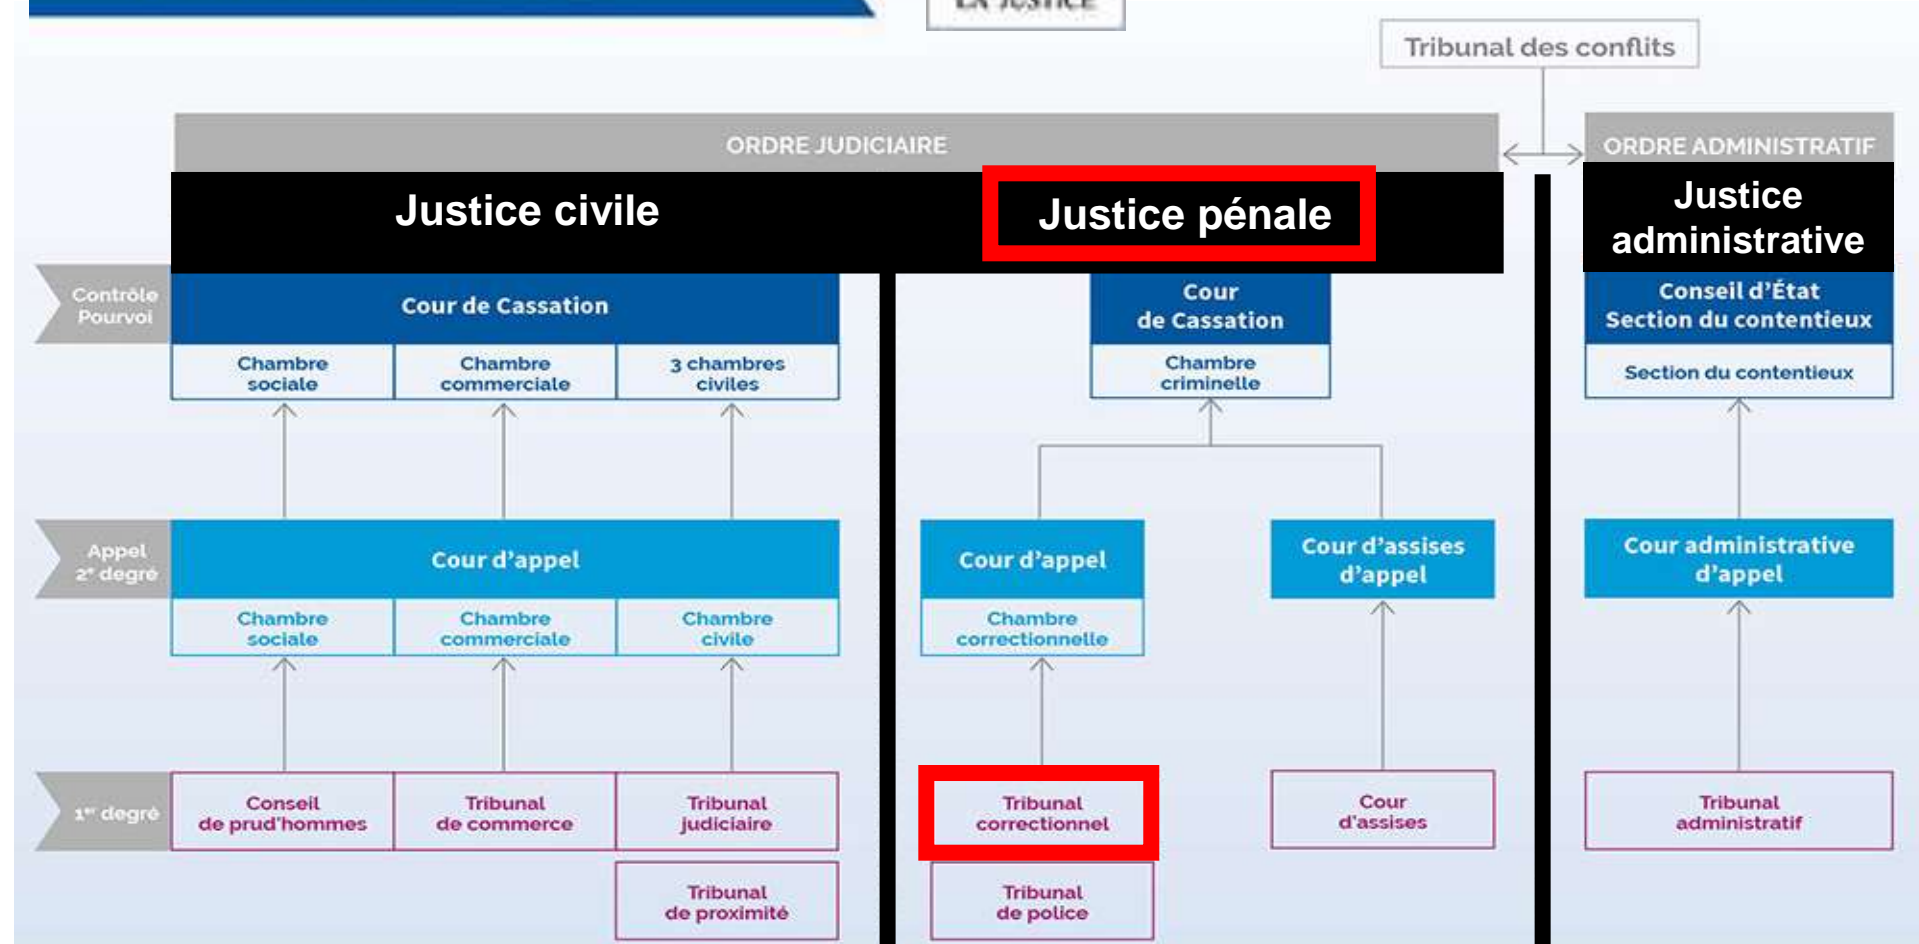 LA JUSTICE
Tribunal des conflits
ORDRE JUDICIAIRE
ORDRE ADMINISTRATIF
Justice civile
Justice pénale
Justice
administrative
Contrôle
Pourvoi
Cour de Cassation
Cour
de Cassation
Conseil d'État
Section du contentieux
Chambre
sociale
Chambre
commerciale
3 chambres
civiles
Chambre
criminelle
Section du contentieux
Appel
2e degré
Cour d'appel
Cour d'appel
Cour d'assises
d'appel
Cour administrative
d'appel
Chambre
sociale
Chambre
commerciale
Chambre
civile
Chambre
correctionnelle
1er degré
Conseil
de prud'hommes
Tribunal
de commerce
Tribunal
judiciaire
Tribunal
correctionnel
Cour
d'assises
Tribunal
administratif
Tribunal
de proximité
Tribunal
de police